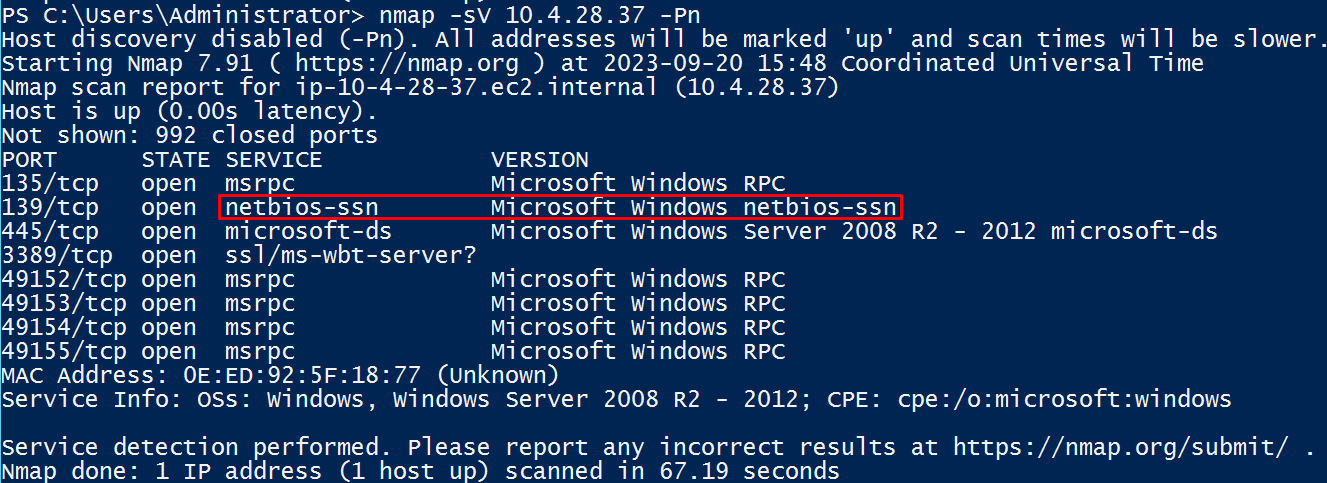 PS C:\Users\Administrator> nmap -sV 10.4.28.37 -Pn
Host discovery disabled (-Pn). All addresses will be marked 'up' and scan times will be slower.
Starting Nmap 7.91 ( https://nmap.org ) at 2023-09-20 15:48 Coordinated Universal Time
Nmap scan report for ip-10-4-28-37.ec2.internal (10.4.28.37)
Host is up (0.00s latency).
Not shown: 992 closed ports
PORT      STATE SERVICE            VERSION
135/tcp   open  msrpc              Microsoft Windows RPC
139/tcp   open  netbios-ssn        Microsoft Windows netbios-ssn
445/tcp   open  microsoft-ds       Microsoft Windows Server 2008 R2 - 2012 microsoft-ds
3389/tcp  open  ssl/ms-wbt-server?
49152/tcp open  msrpc              Microsoft Windows RPC
49153/tcp open  msrpc              Microsoft Windows RPC
49154/tcp open  msrpc              Microsoft Windows RPC
49155/tcp open  msrpc              Microsoft Windows RPC
MAC Address: 0E:ED:92:5F:18:77 (Unknown)
Service Info: OSs: Windows, Windows Server 2008 R2 - 2012; CPE: cpe:/o:microsoft:windows
Service detection performed. Please report any incorrect results at https://nmap.org/submit/ .
Nmap done: 1 IP address (1 host up) scanned in 67.19 seconds